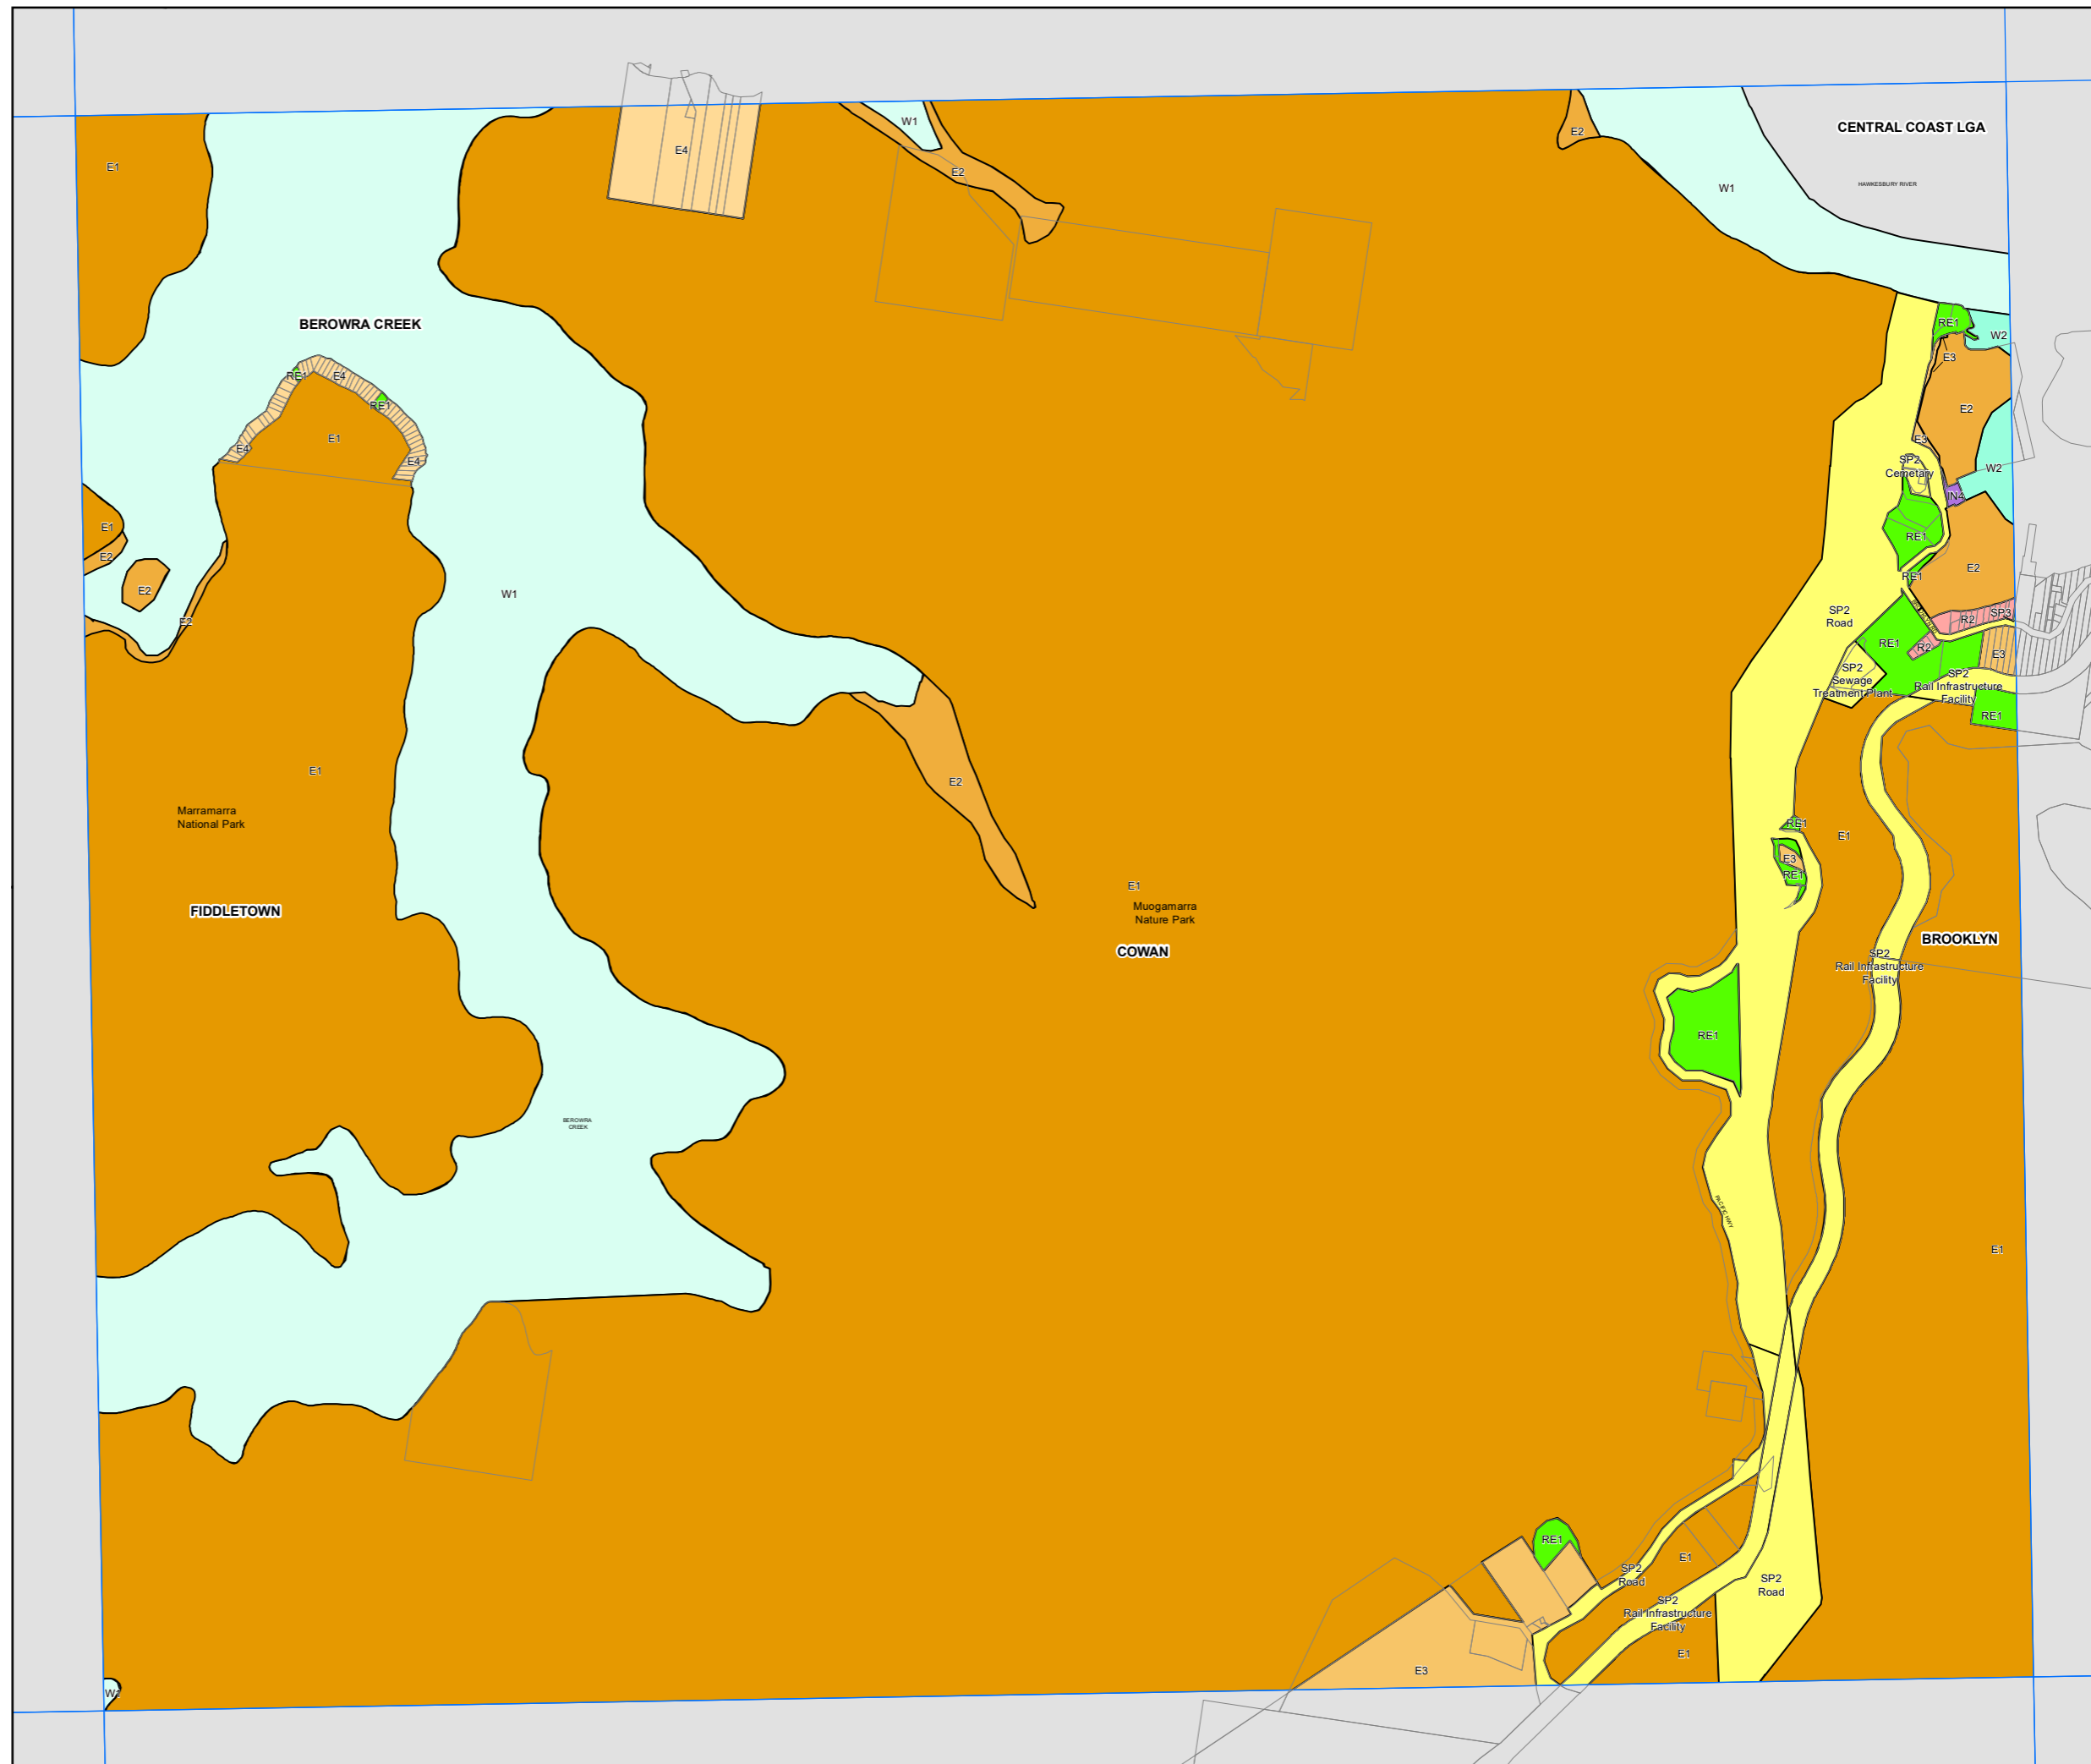 CENTRAL COAST LGA
E1
W1
E4
E2
E2
HAWKESBURY RIVER
W1
BEROWRA CREEK
RE1
W2
E3
RE1
E4
RE1
E2
E1
E3
E4
E4
SP2
Cemetary
W2
IN4
E1
RE1
E2
E2
W1
E2
RE1
SP2
Road
E2
R2
SP3
RE1
R2
E3
SP2
Sewage
Treatment Plant
SP2
Rail Infrastructure
Facility
RE1
E1
E2
Marramarra
National Park
RE1
E1
E3
RE1
E1
Muogamarra
Nature Park
FIDDLETOWN
COWAN
BROOKLYN
SP2
Rail Infrastructure
Facility
RE1
BEROWRA
CREEK
PACIFIC HWY
E1
RE1
E1
SP2
Road
SP2
Road
SP2
Rail Infrastructure
Facility
E1
E3
W1